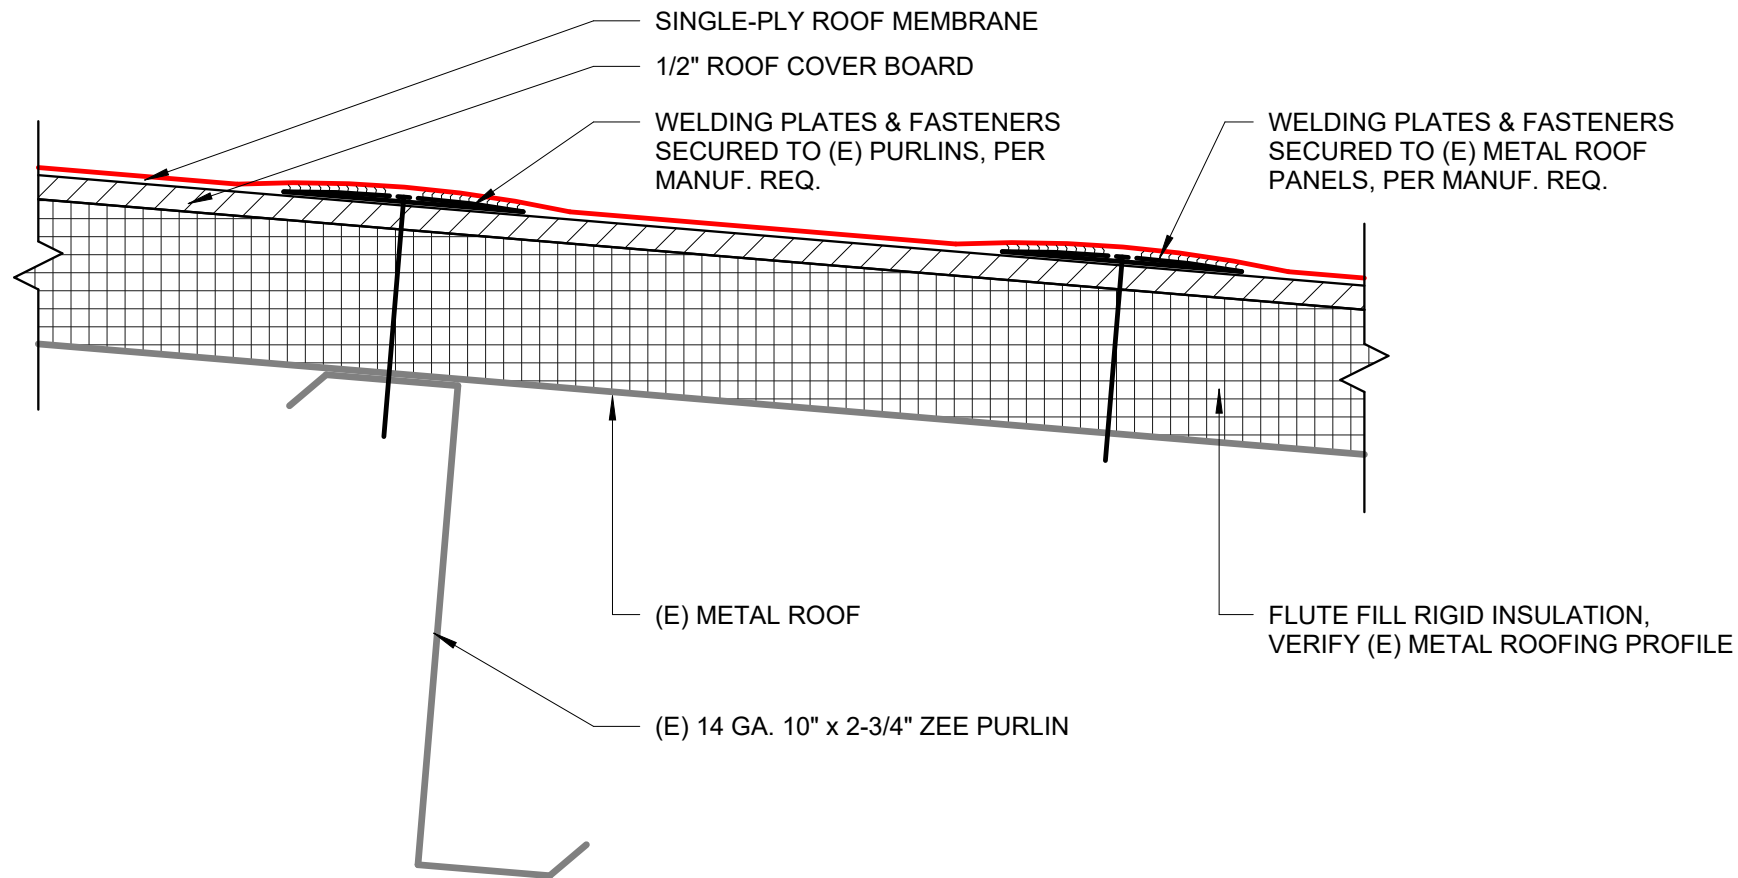 SINGLE-PLY ROOF MEMBRANE
1/2" ROOF COVER BOARD
WELDING PLATES & FASTENERS
SECURED TO (E) PURLINS, PER
MANUF. REQ.
WELDING PLATES & FASTENERS
SECURED TO (E) METAL ROOF
PANELS, PER MANUF. REQ.
(E) METAL ROOF
FLUTE FILL RIGID INSULATION,
VERIFY (E) METAL ROOFING PROFILE
(E) 14 GA. 10" x 2-3/4" ZEE PURLIN